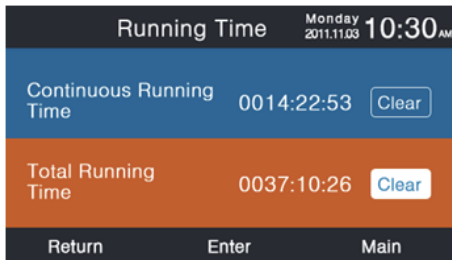 Running Time
Monday
2011.11.03
10:30AM
Continuous Running
Time
0014:22:53
Clear
Total Running
Time
0037:10:26
Clear
Return Enter Main